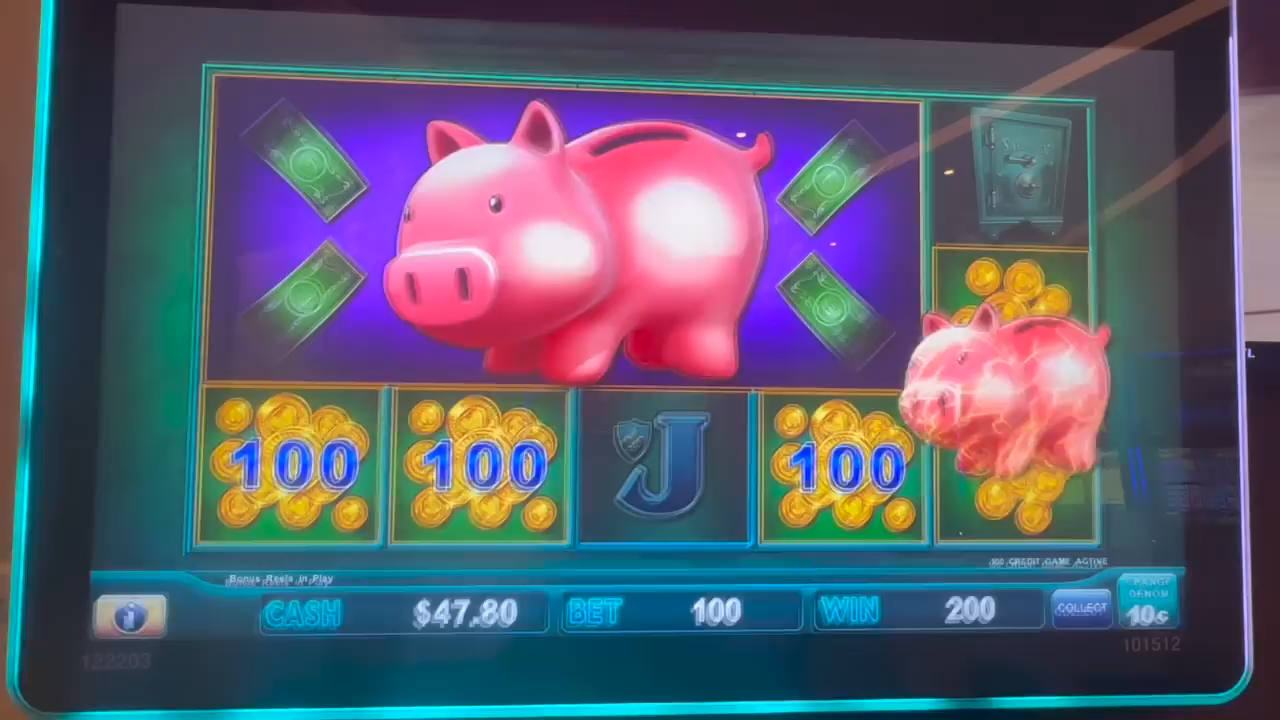 100 100 J 100
100 CREDIT GAME ACTIVE
Bonus Reels in Play
CASH $47.80 BET 100 WIN 200 COLLECT
DENOM
10¢
122203
101512